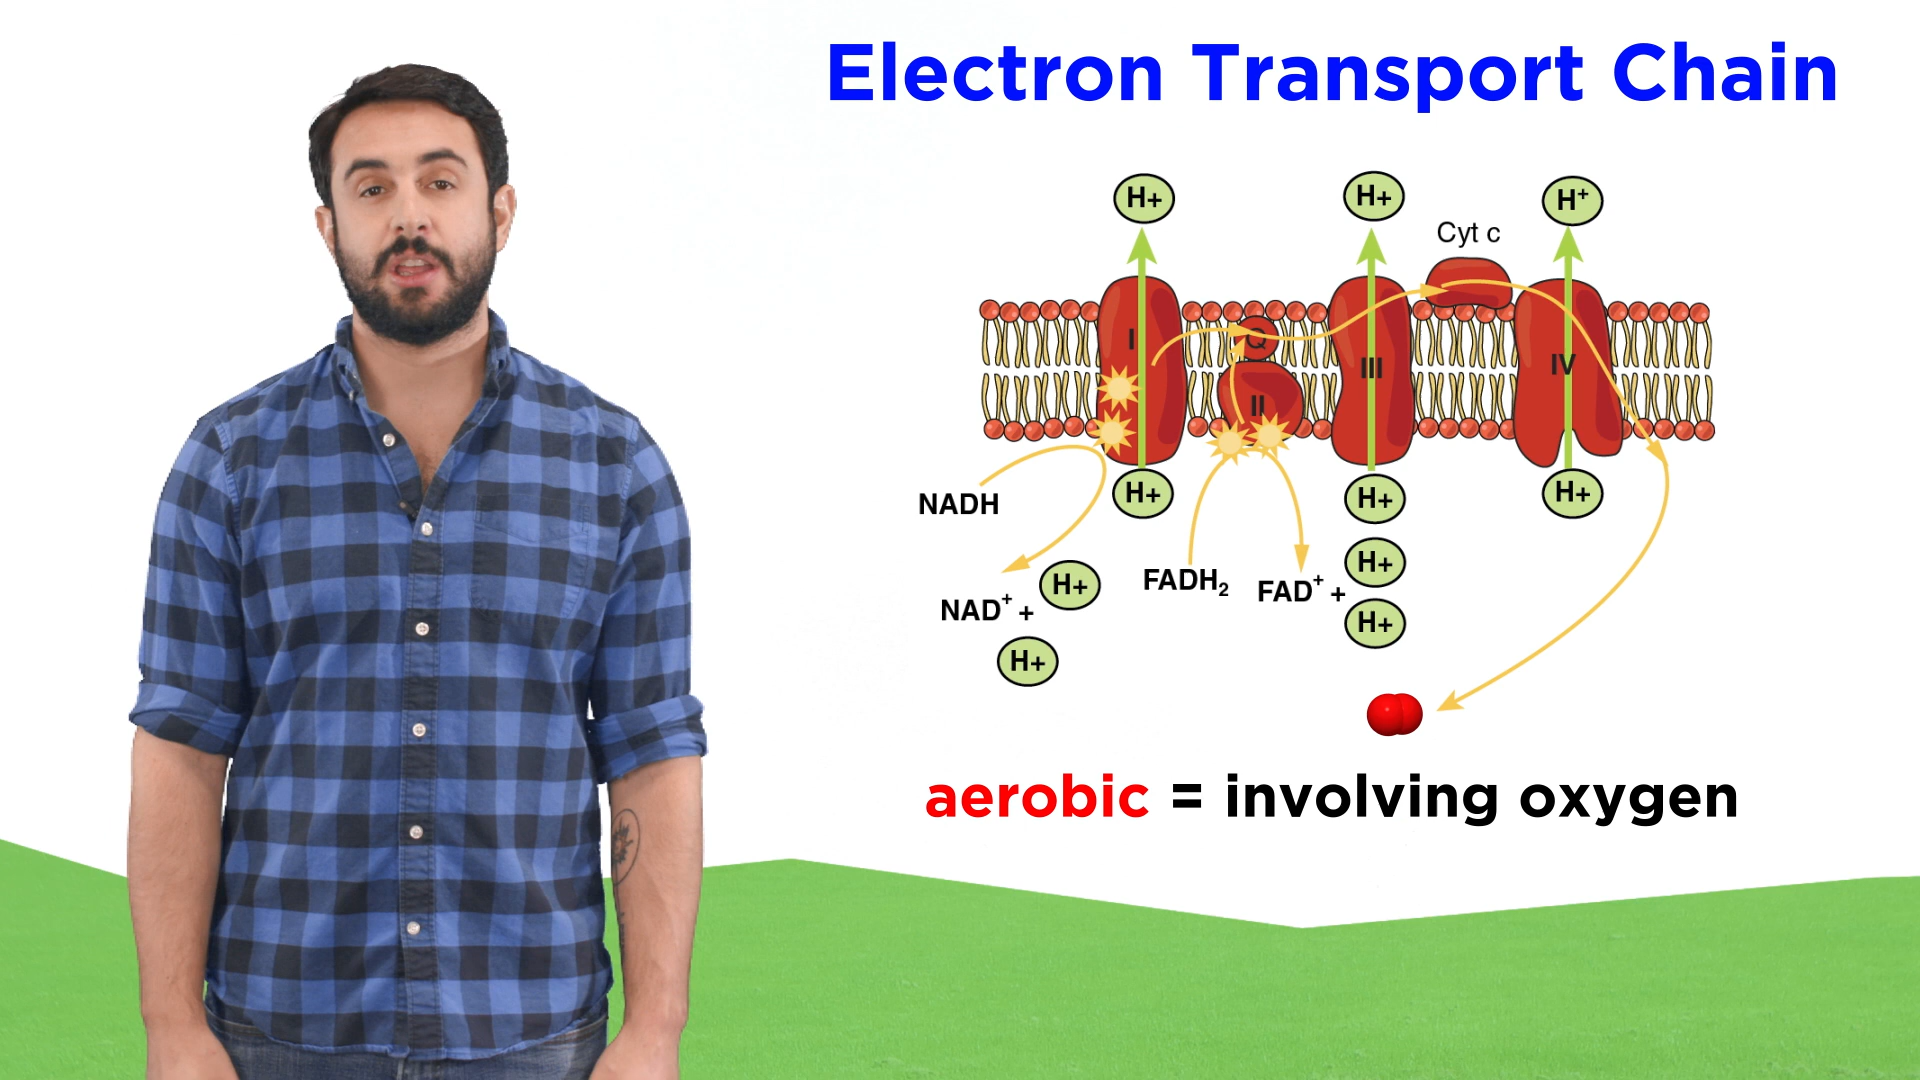 Electron Transport Chain
H+ H+ H⁺
Cyt c
I Q II III IV
H+ H+ H+
NADH
H+
H+ FADH₂ FAD⁺ +
NAD⁺ +
H+
H+
aerobic = involving oxygen